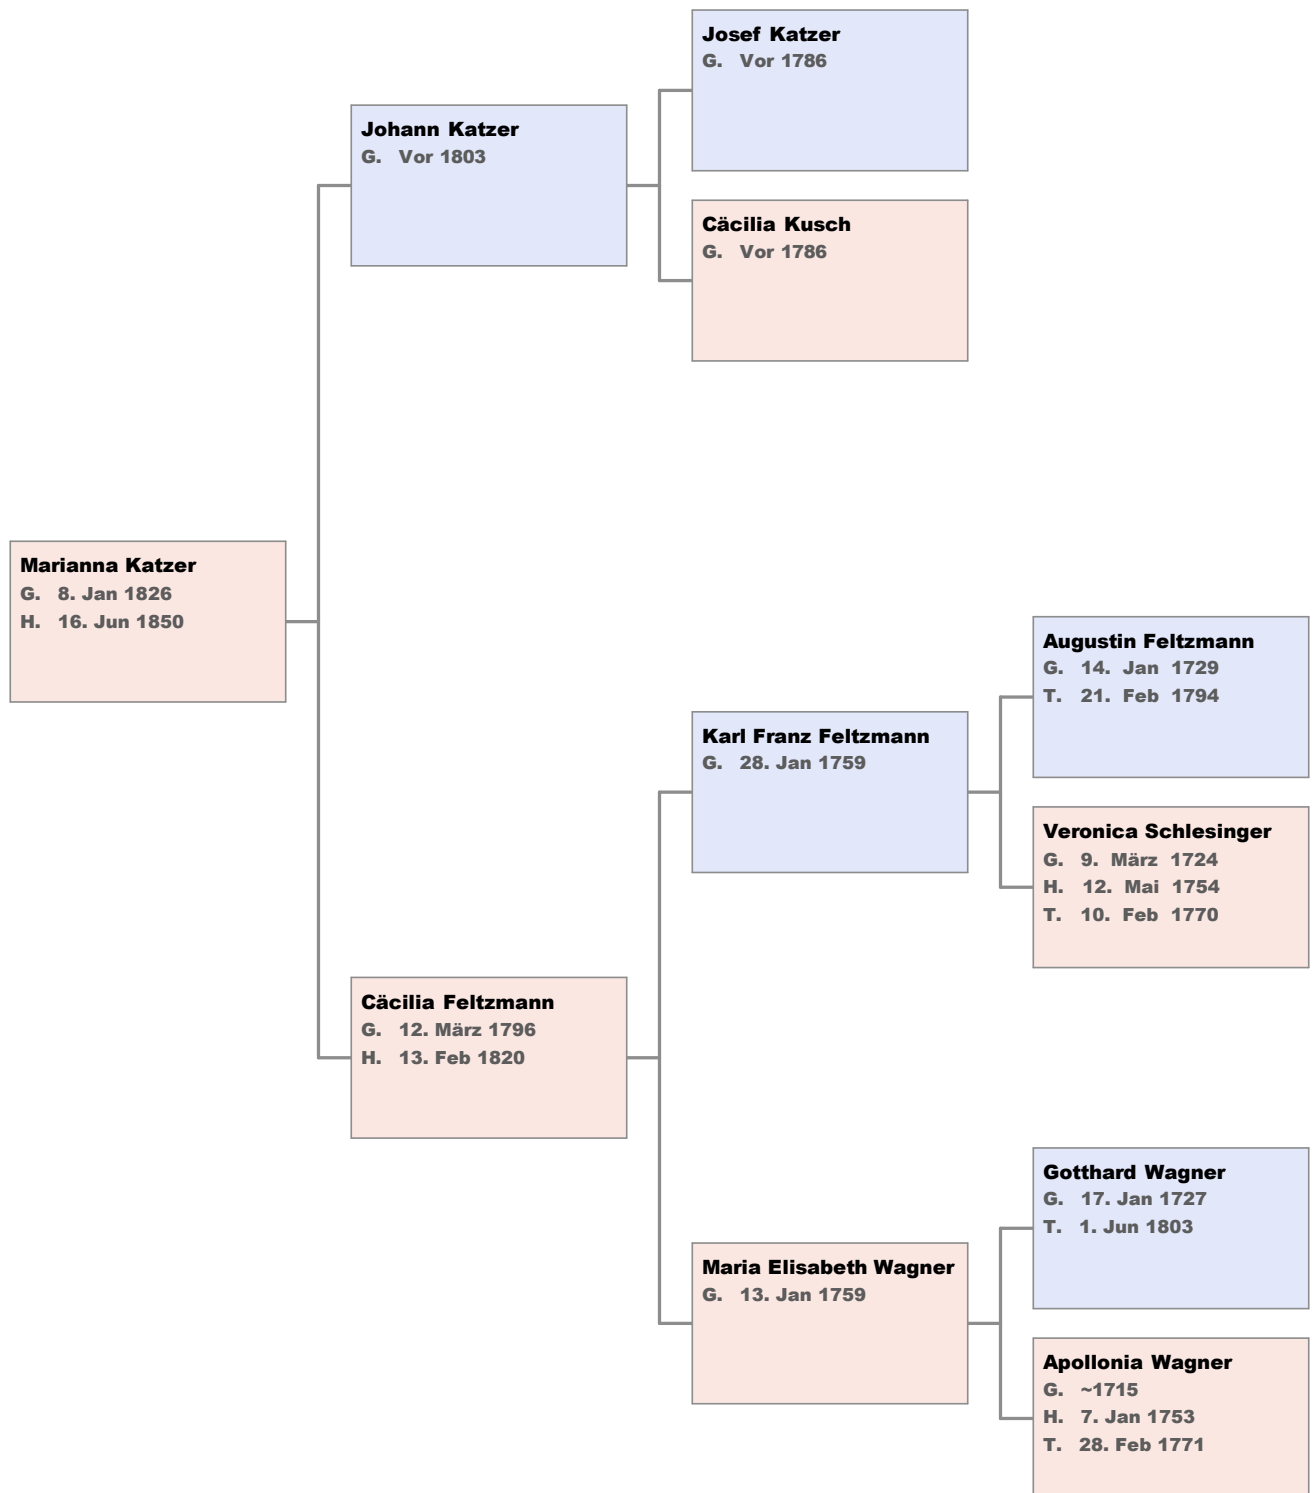 Josef Katzer
G. Vor 1786
Johann Katzer
G. Vor 1803
Cäcilia Kusch
G. Vor 1786
Marianna Katzer
G. 8. Jan 1826
H. 16. Jun 1850
Augustin Feltzmann
G. 14. Jan 1729
T. 21. Feb 1794
Karl Franz Feltzmann
G. 28. Jan 1759
Veronica Schlesinger
G. 9. März 1724
H. 12. Mai 1754
T. 10. Feb 1770
Cäcilia Feltzmann
G. 12. März 1796
H. 13. Feb 1820
Gotthard Wagner
G. 17. Jan 1727
T. 1. Jun 1803
Maria Elisabeth Wagner
G. 13. Jan 1759
Apollonia Wagner
G. ~1715
H. 7. Jan 1753
T. 28. Feb 1771